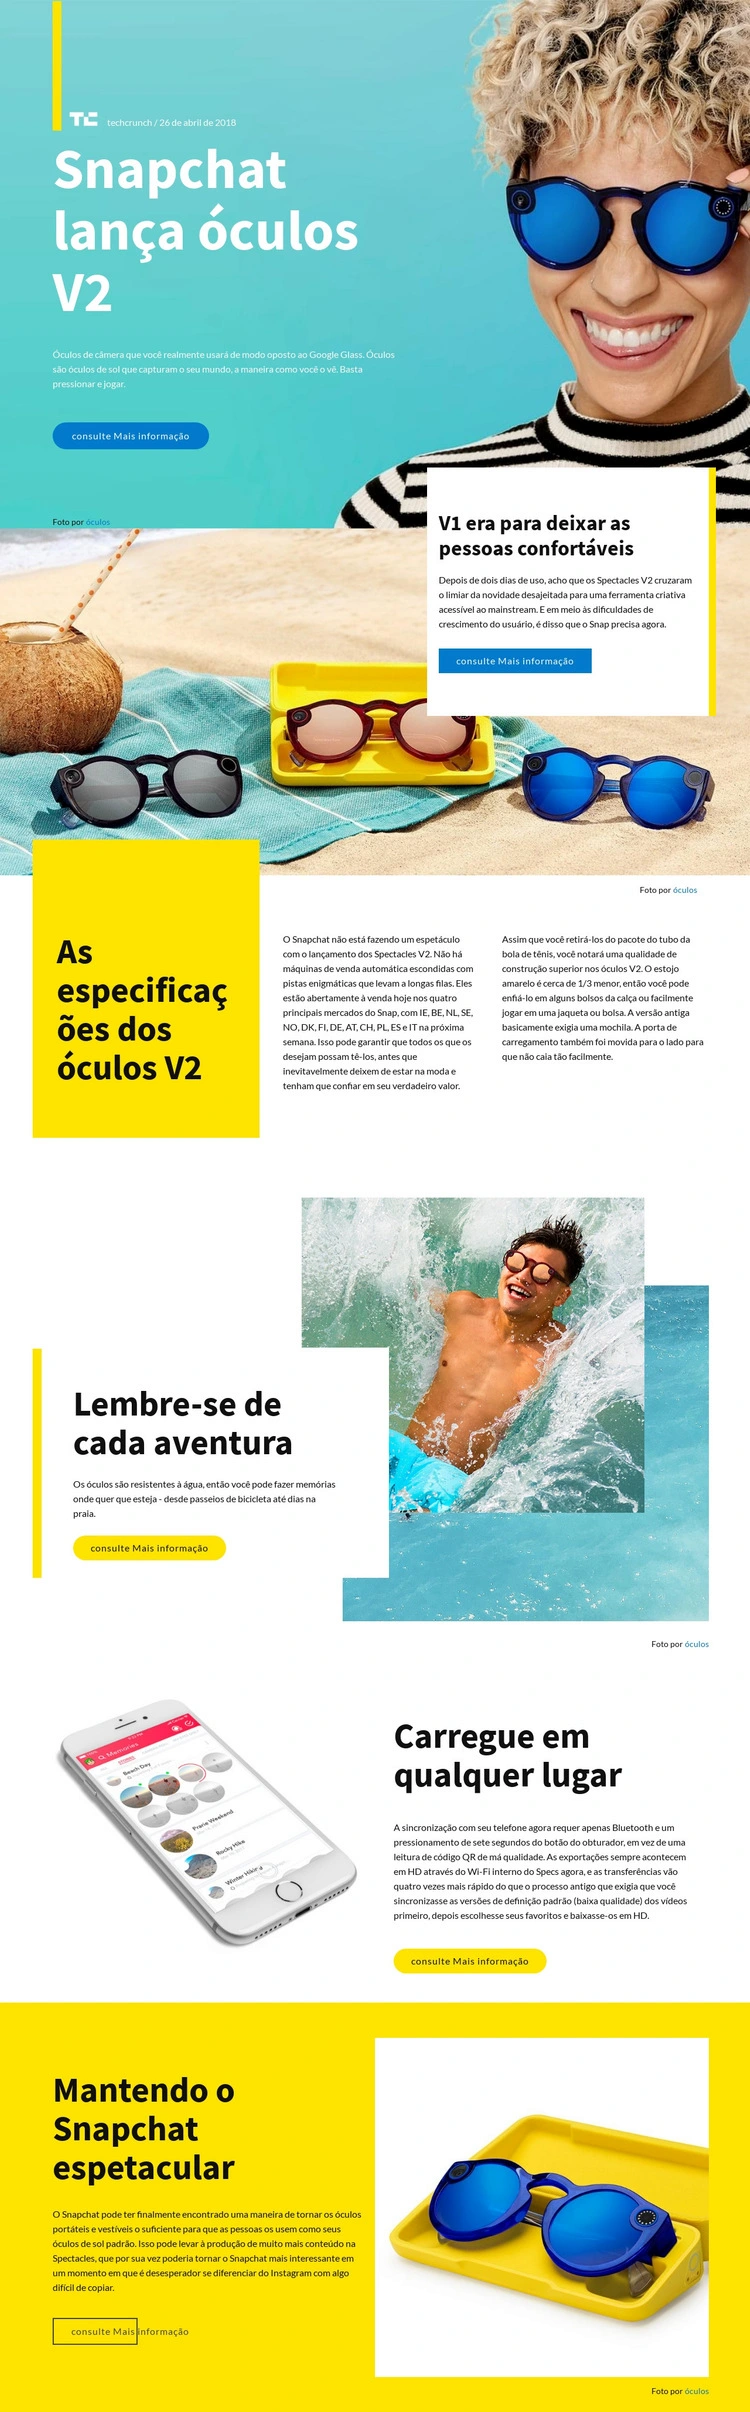 TC techcrunch / 26 de abril de 2018
Snapchat
lança óculos
V2
Óculos de câmera que você realmente usará de modo oposto ao Google Glass. Óculos
são óculos de sol que capturam o seu mundo, a maneira como você o vê. Basta
pressionar e jogar.
consulte Mais informação
Foto por óculos
V1 era para deixar as
pessoas confortáveis
Depois de dois dias de uso, acho que os Spectacles V2 cruzaram
o limiar da novidade desajeitada para uma ferramenta criativa
acessível ao mainstream. E em meio às dificuldades de
crescimento do usuário, é disso que o Snap precisa agora.
consulte Mais informação
Foto por óculos
As
especificaç
ões dos
óculos V2
O Snapchat não está fazendo um espetáculo
com o lançamento dos Spectacles V2. Não há
máquinas de venda automática escondidas com
pistas enigmáticas que levam a longas filas. Eles
estão abertamente à venda hoje nos quatro
principais mercados do Snap, com IE, BE, NL, SE,
NO, DK, FI, DE, AT, CH, PL, ES e IT na próxima
semana. Isso pode garantir que todos os que os
desejam possam tê-los, antes que
inevitavelmente deixem de estar na moda e
tenham que confiar em seu verdadeiro valor.
Assim que você retirá-los do pacote do tubo da
bola de tênis, você notará uma qualidade de
construção superior nos óculos V2. O estojo
amarelo é cerca de 1/3 menor, então você pode
enfiá-lo em alguns bolsos da calça ou facilmente
jogar em uma jaqueta ou bolsa. A versão antiga
basicamente exigia uma mochila. A porta de
carregamento também foi movida para o lado para
que não caia tão facilmente.
Lembre-se de
cada aventura
Os óculos são resistentes à água, então você pode fazer memórias
onde quer que esteja - desde passeios de bicicleta até dias na
praia.
consulte Mais informação
Foto por óculos
Memories
Beach Day
Prarie Weekend
Rocky Hike
Winter Hiking
Carregue em
qualquer lugar
A sincronização com seu telefone agora requer apenas Bluetooth e um
pressionamento de sete segundos do botão do obturador, em vez de uma
leitura de código QR de má qualidade. As exportações sempre acontecem
em HD através do Wi-Fi interno do Specs agora, e as transferências vão
quatro vezes mais rápido do que o processo antigo que exigia que você
sincronizasse as versões de definição padrão (baixa qualidade) dos vídeos
primeiro, depois escolhesse seus favoritos e baixasse-os em HD.
consulte Mais informação
Mantendo o
Snapchat
espetacular
O Snapchat pode ter finalmente encontrado uma maneira de tornar os óculos
portáteis e vestíveis o suficiente para que as pessoas os usem como seus
óculos de sol padrão. Isso pode levar à produção de muito mais conteúdo na
Spectacles, que por sua vez poderia tornar o Snapchat mais interessante em
um momento em que é desesperador se diferenciar do Instagram com algo
difícil de copiar.
consulte Mais informação
Foto por óculos